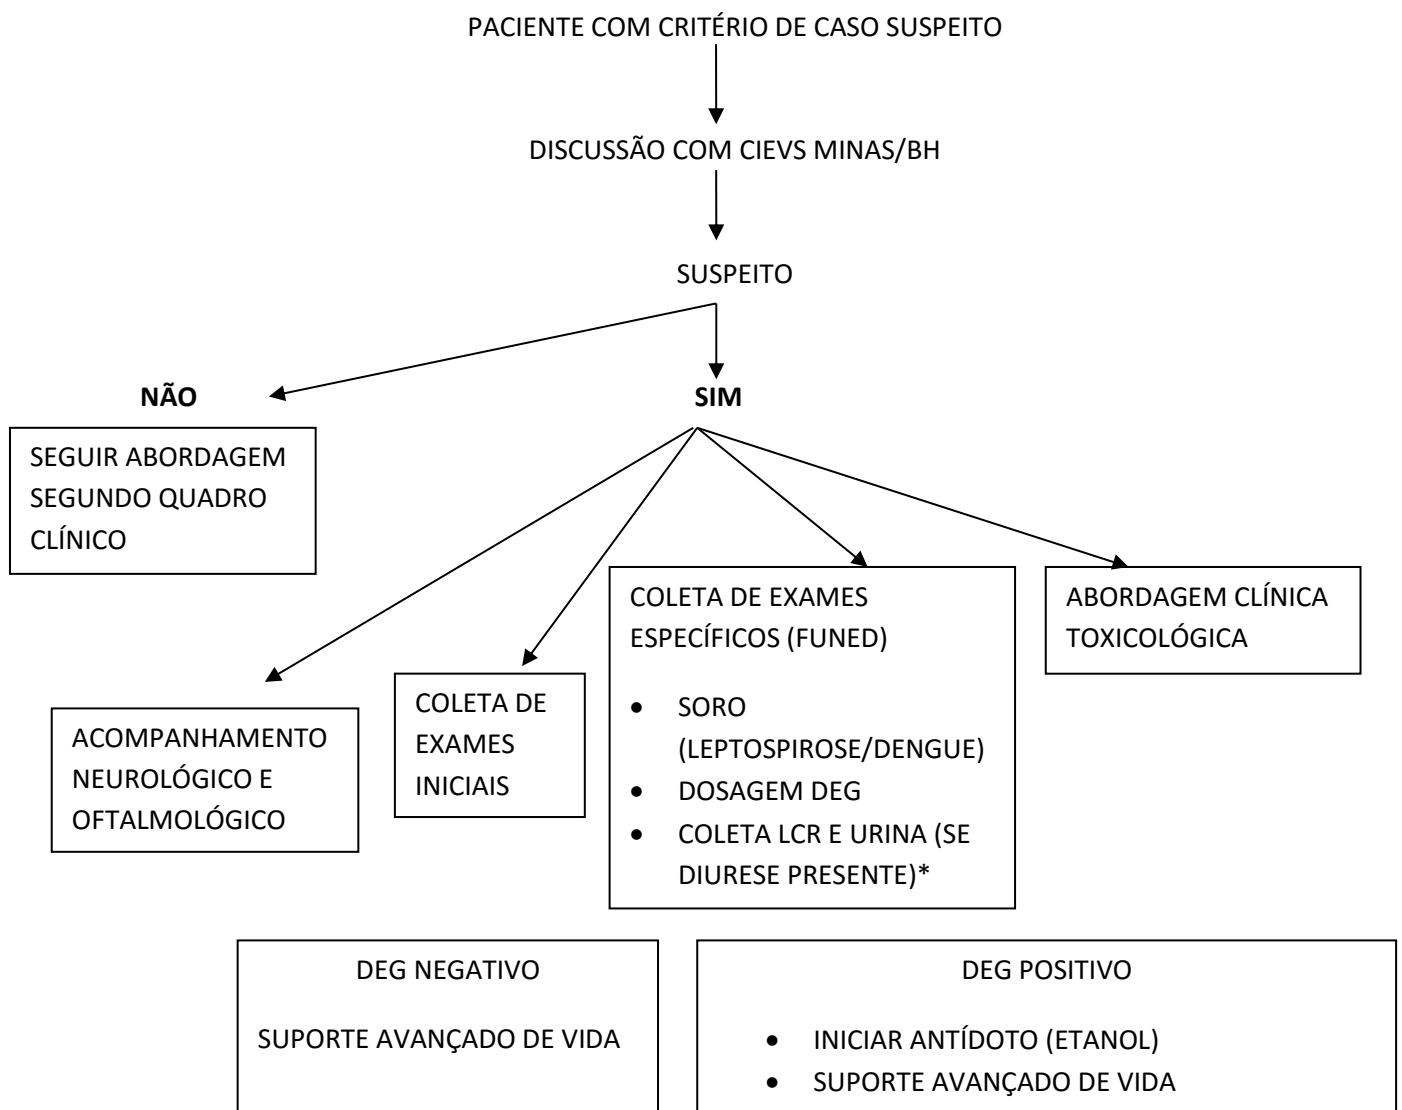 PACIENTE COM CRITÉRIO DE CASO SUSPEITO
DISCUSSÃO COM CIEVS MINAS/BH
SUSPEITO
NÃO
SIM
SEGUIR ABORDAGEM
SEGUNDO QUADRO
CLÍNICO
ACOMPANHAMENTO
NEUROLÓGICO E
OFTALMOLÓGICO
COLETA DE
EXAMES
INICIAIS
COLETA DE EXAMES
ESPECÍFICOS (FUNED)
• SORO
(LEPTOSPIROSE/DENGUE)
• DOSAGEM DEG
• COLETA LCR E URINA (SE
DIURESE PRESENTE)*
ABORDAGEM CLÍNICA
TOXICOLÓGICA
DEG NEGATIVO
SUPORTE AVANÇADO DE VIDA
DEG POSITIVO
• INICIAR ANTÍDOTO (ETANOL)
• SUPORTE AVANÇADO DE VIDA